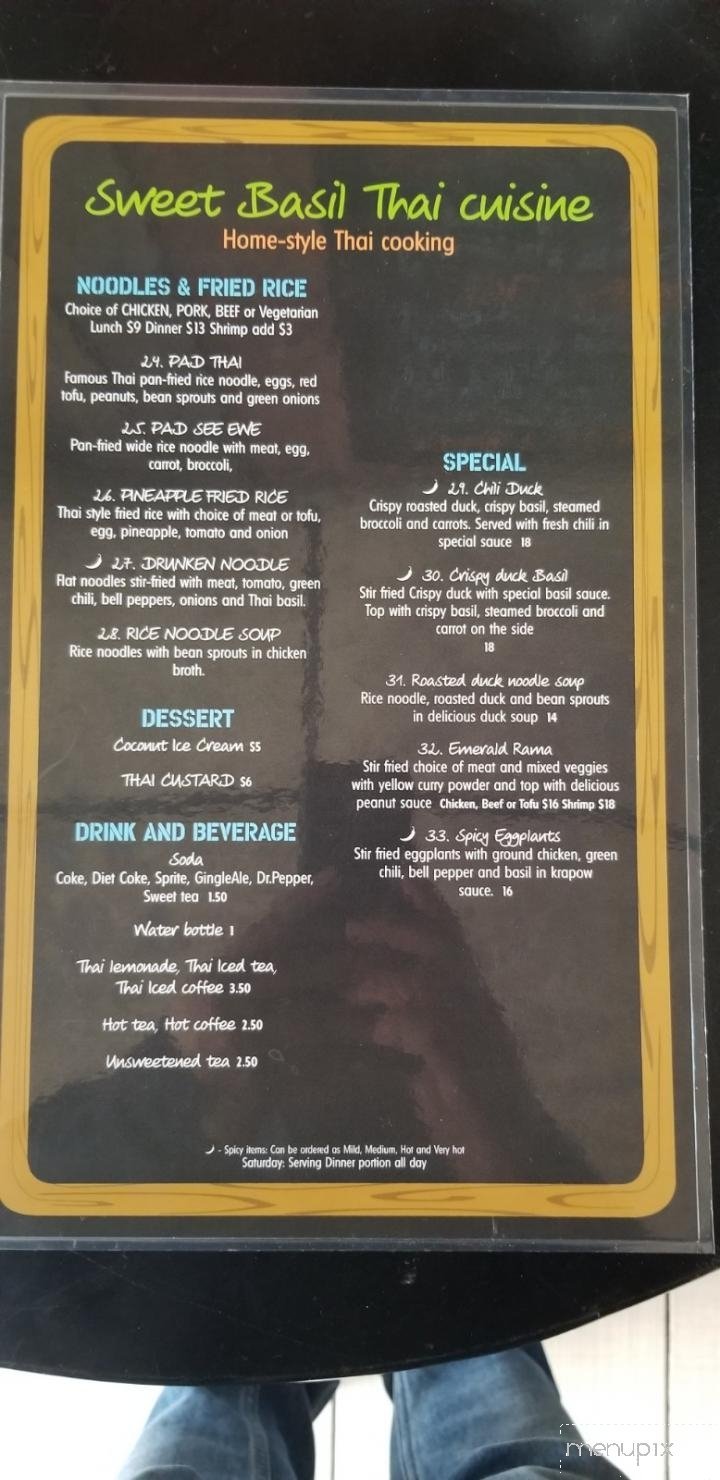 Sweet Basil Thai cuisine
Home-style Thai cooking
NOODLES & FRIED RICE
Choice of CHICKEN, PORK, BEEF or Vegetarian
Lunch $9 Dinner $13 Shrimp add $3
24. PAD THAI
Famous Thai pan-fried rice noodle, eggs, red
tofu, peanuts, bean sprouts and green onions
25. PAD SEE EWE
Pan-fried wide rice noodle with meat, egg,
carrot, broccoli,
26. PINEAPPLE FRIED RICE
Thai style fried rice with choice of meat or tofu,
egg, pineapple, tomato and onion
27. DRUNKEN NOODLE
Flat noodles stir-fried with meat, tomato, green
chili, bell peppers, onions and Thai basil.
28. RICE NOODLE SOUP
Rice noodles with bean sprouts in chicken
broth.
DESSERT
Coconut Ice Cream $5
THAI CUSTARD $6
DRINK AND BEVERAGE
Soda
Coke, Diet Coke, Sprite, GingleAle, Dr.Pepper,
Sweet tea 1.50
Water bottle 1
Thai lemonade, Thai Iced tea,
Thai Iced coffee 3.50
Hot tea, Hot coffee 2.50
Unsweetened tea 2.50
SPECIAL
29. Chili Duck
Crispy roasted duck, crispy basil, steamed
broccoli and carrots. Served with fresh chili in
special sauce 18
30. Crispy duck Basil
Stir fried Crispy duck with special basil sauce.
Top with crispy basil, steamed broccoli and
carrot on the side
18
31. Roasted duck noodle soup
Rice noodle, roasted duck and bean sprouts
in delicious duck soup 14
32. Emerald Rama
Stir fried choice of meat and mixed veggies
with yellow curry powder and top with delicious
peanut sauce Chicken, Beef or Tofu $16 Shrimp $18
33. Spicy Eggplants
Stir fried eggplants with ground chicken, green
chili, bell pepper and basil in krapow
sauce. 16
- Spicy items: Can be ordered as Mild, Medium, Hot and Very hot
Saturday: Serving Dinner portion all day
menupix